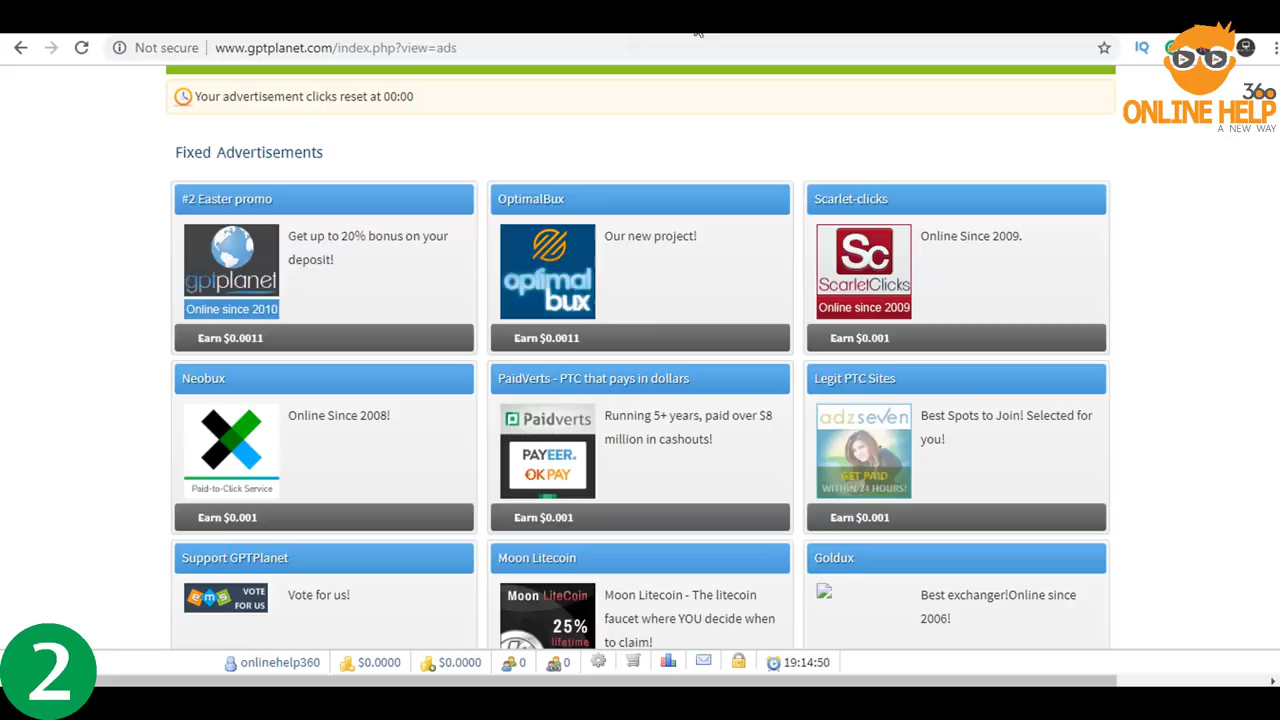 Not secure
www.gptplanet.com/index.php?view=ads
IQ
360
ONLINE HELP
A NEW WAY
Your advertisement clicks reset at 00:00
Fixed Advertisements
#2 Easter promo
gptplanet
Online since 2010
Get up to 20% bonus on your
deposit!
Earn $0.0011
OptimalBux
optimal
bux
Our new project!
Earn $0.0011
Scarlet-clicks
Sc
ScarletClicks
Online since 2009
Online Since 2009.
Earn $0.001
Neobux
Paid-to-Click Service
Online Since 2008!
Earn $0.001
PaidVerts - PTC that pays in dollars
Paidverts
PAYEER
OKPAY
Running 5+ years, paid over $8
million in cashouts!
Earn $0.001
Legit PTC Sites
adzseven
GET PAID
WITHIN 24 HOURS!
Best Spots to Join! Selected for
you!
Earn $0.001
Support GPTPlanet
ems
VOTE
FOR US
Vote for us!
Moon Litecoin
Moon LiteCoin
25%
lifetime
Moon Litecoin - The litecoin
faucet where YOU decide when
to claim!
Goldux
Best exchanger!Online since
2006!
onlinehelp360
$0.0000
$0.0000
0
0
19:14:50
2